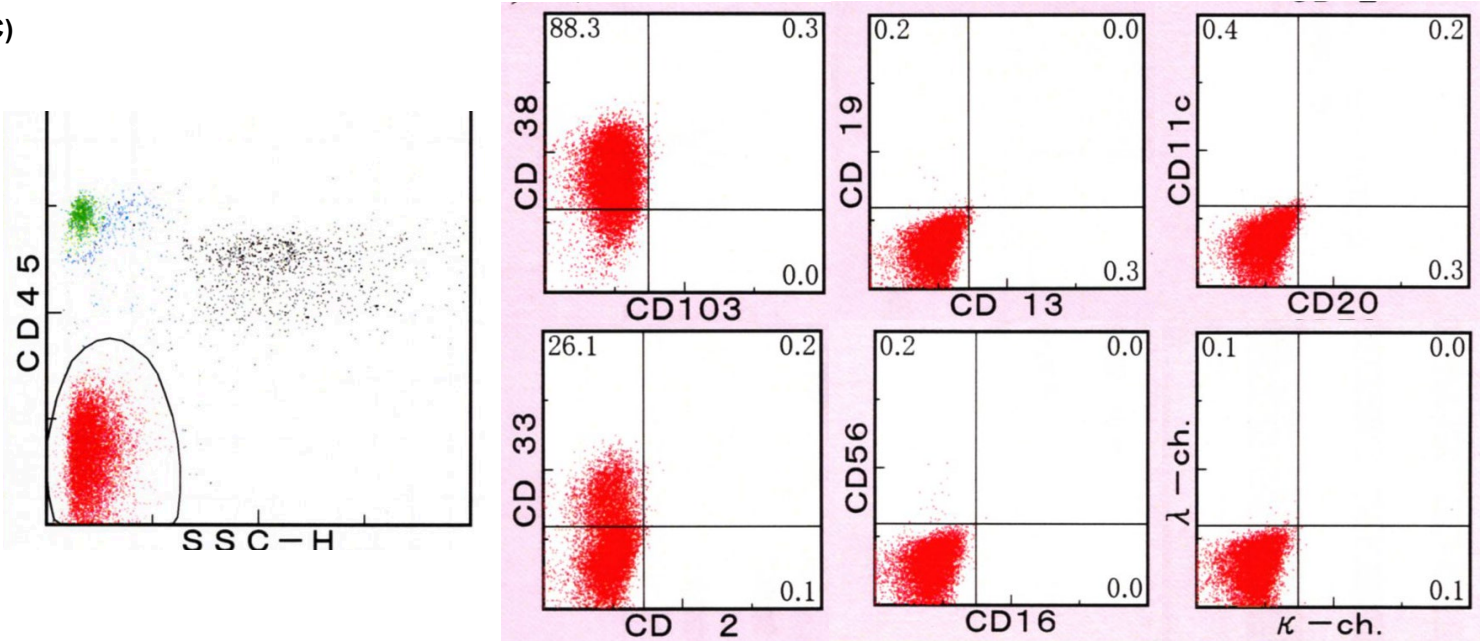 CD45
SSC-H
88.3 0.3
CD 38
0.0
CD103
0.2 0.0
CD 19
0.3
CD 13
0.4 0.2
CD11c
0.3
CD20
26.1 0.2
CD 33
0.1
CD 2
0.2 0.0
CD56
0.0
CD16
0.1 0.0
λ-ch.
0.1
κ-ch.